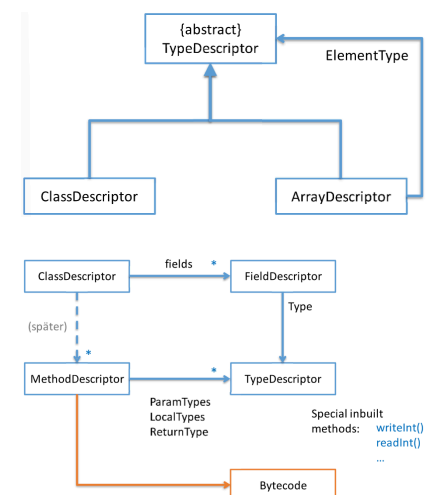 {abstract}
TypeDescriptor
ElementType
ClassDescriptor
ArrayDescriptor
ClassDescriptor
fields
*
FieldDescriptor
(später)
*
Type
MethodDescriptor
*
TypeDescriptor
ParamTypes
LocalTypes
ReturnType
Special inbuilt
methods: writeInt()
readInt()
...
Bytecode